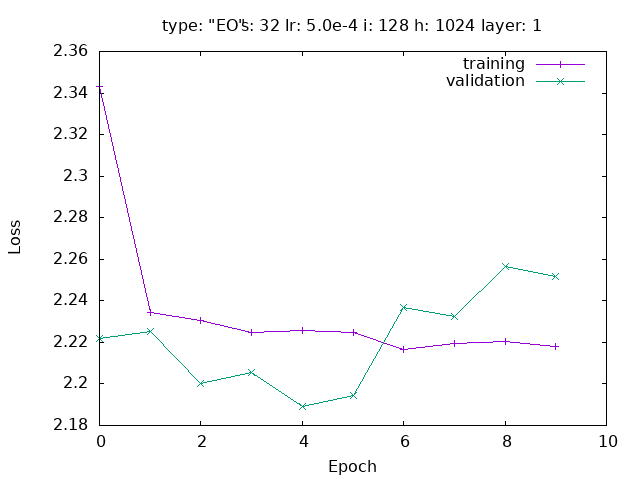 type: "EO's: 32 lr: 5.0e-4 i: 128 h: 1024 layer: 1
training
validation
2.36
2.34
2.32
2.3
2.28
2.26
2.24
2.22
2.2
2.18
Loss
0 2 4 6 8 10
Epoch